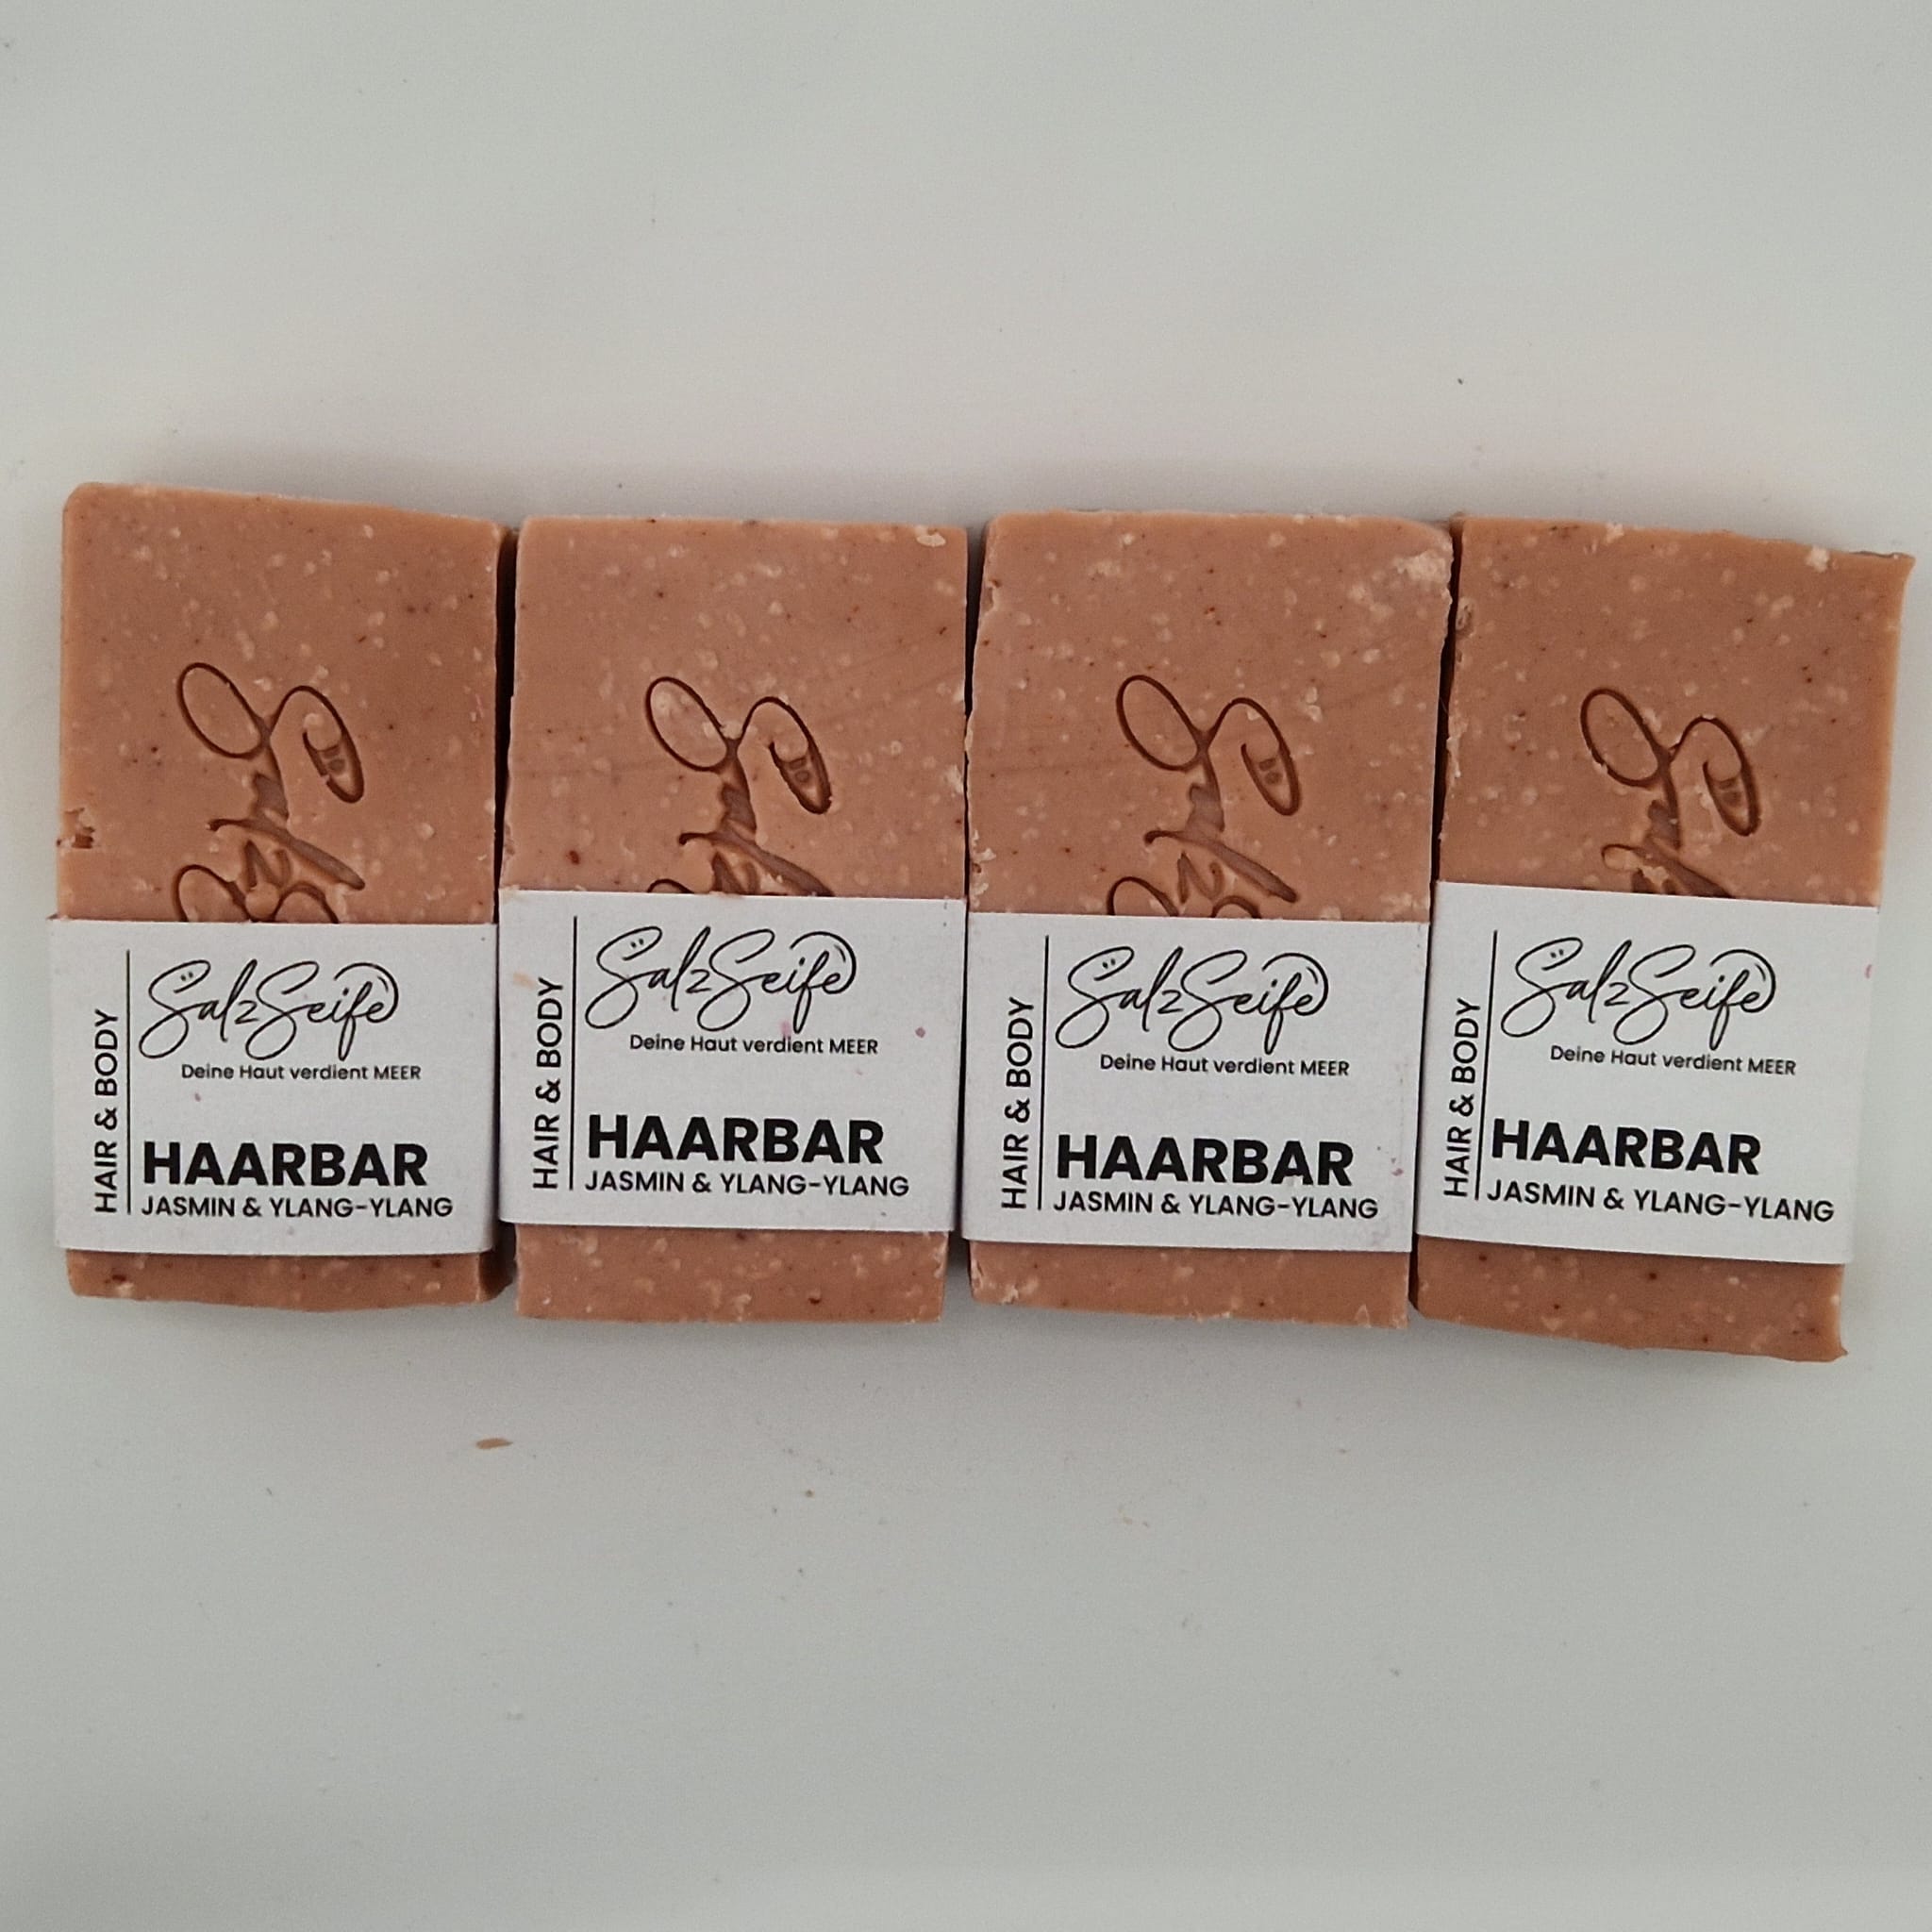 HAIR & BODY
SalzSeife
Deine Haut verdient MEER
HAARBAR
JASMIN & YLANG-YLANG
HAIR & BODY
SalzSeife
Deine Haut verdient MEER
HAARBAR
JASMIN & YLANG-YLANG
HAIR & BODY
SalzSeife
Deine Haut verdient MEER
HAARBAR
JASMIN & YLANG-YLANG
HAIR & BODY
SalzSeife
Deine Haut verdient MEER
HAARBAR
JASMIN & YLANG-YLANG